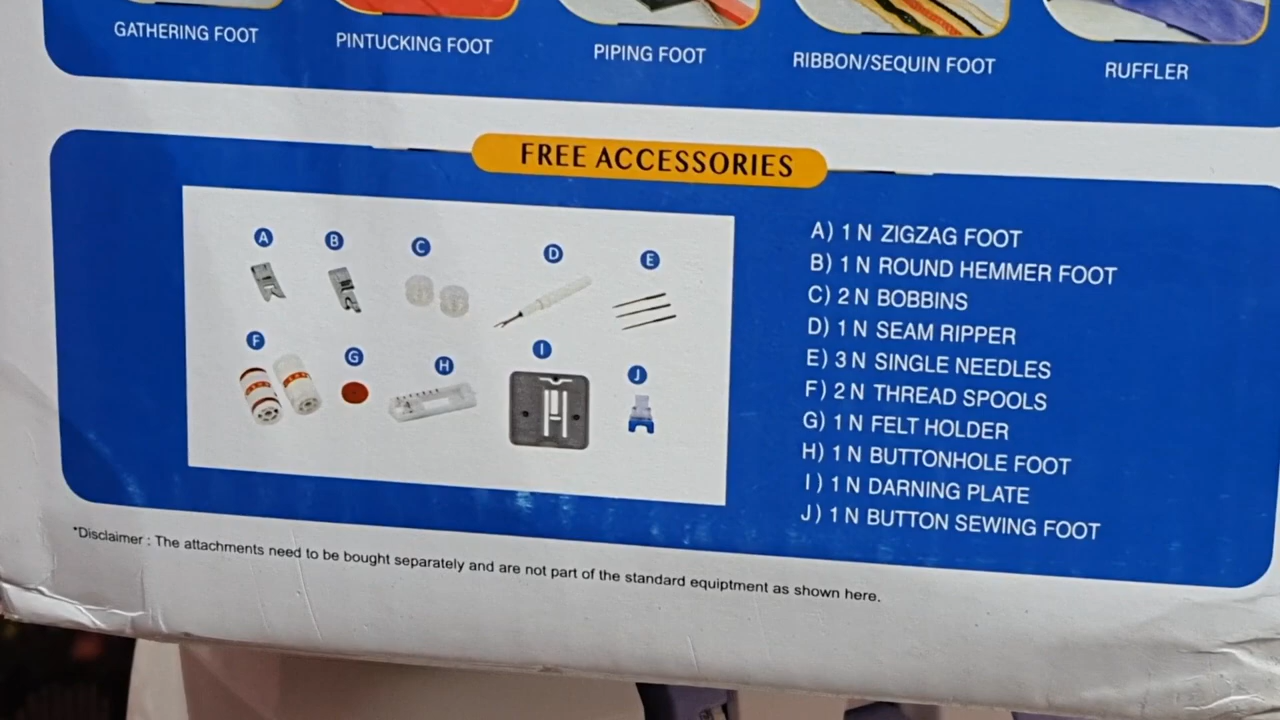 GATHERING FOOT
PINTUCKING FOOT
PIPING FOOT
RIBBON/SEQUIN FOOT
RUFFLER
FREE ACCESSORIES
A
B
C
D
E
F
G
H
I
J
A) 1 N ZIGZAG FOOT
B) 1 N ROUND HEMMER FOOT
C) 2 N BOBBINS
D) 1 N SEAM RIPPER
E) 3 N SINGLE NEEDLES
F) 2 N THREAD SPOOLS
G) 1 N FELT HOLDER
H) 1 N BUTTONHOLE FOOT
I) 1 N DARNING PLATE
J) 1 N BUTTON SEWING FOOT
*Disclaimer : The attachments need to be bought separately and are not part of the standard equiptment as shown here.